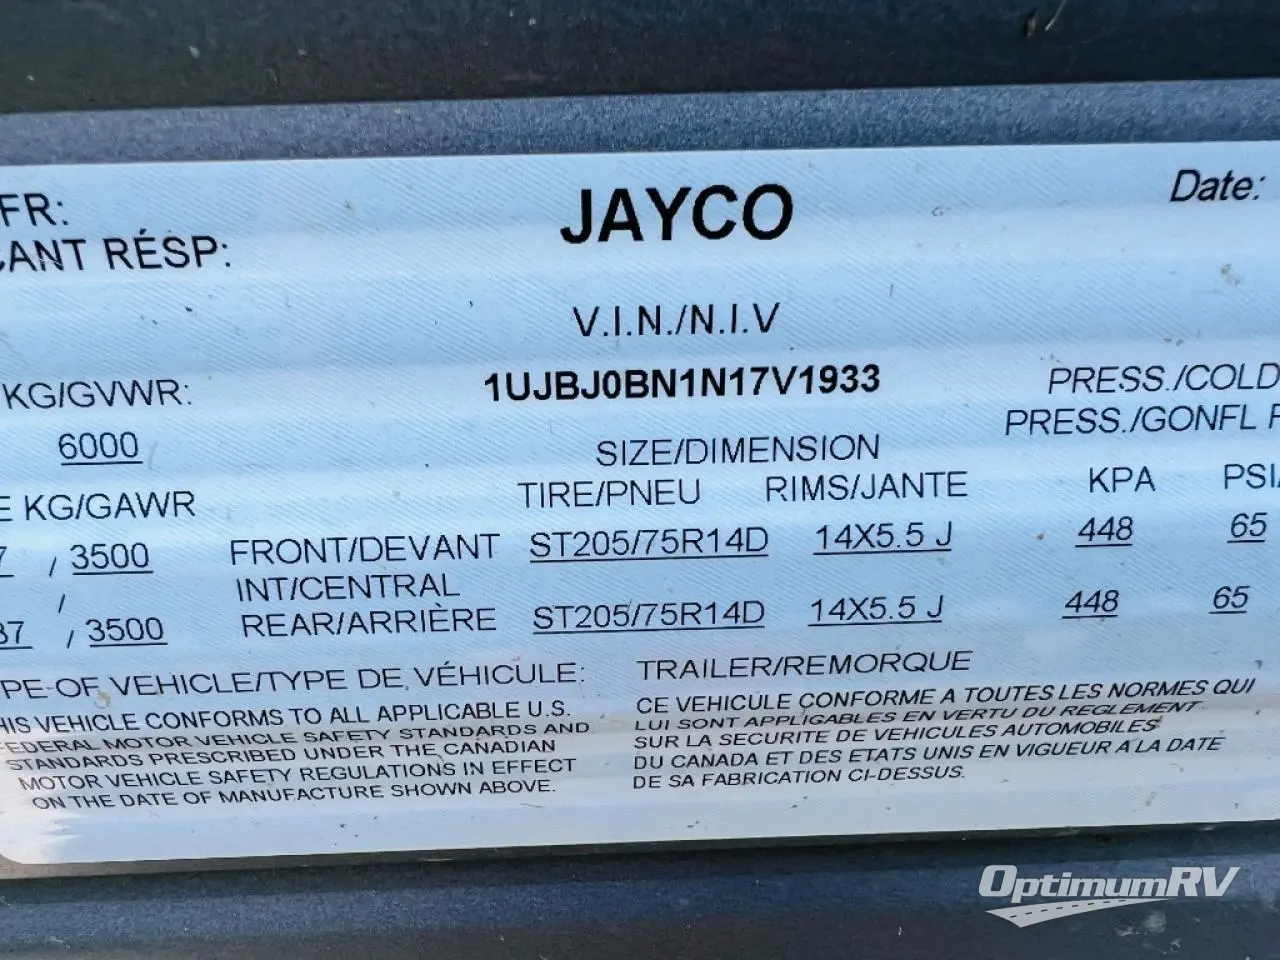 FR:
JAYCO
Date:
CANT RÉSP:
V.I.N./N.I.V
KG/GVWR:
1UJBJ0BN1N17V1933
PRESS./COLD
6000
PRESS./GONFL F
SIZE/DIMENSION
E KG/GAWR
TIRE/PNEU RIMS/JANTE KPA PSI/
7 / 3500 FRONT/DEVANT ST205/75R14D 14X5.5 J 448 65
/ INT/CENTRAL
87 / 3500 REAR/ARRIÈRE ST205/75R14D 14X5.5 J 448 65
PE OF VEHICLE/TYPE DE VÉHICULE: TRAILER/REMORQUE
HIS VEHICLE CONFORMS TO ALL APPLICABLE U.S.
FEDERAL MOTOR VEHICLE SAFETY STANDARDS AND
STANDARDS PRESCRIBED UNDER THE CANADIAN
MOTOR VEHICLE SAFETY REGULATIONS IN EFFECT
ON THE DATE OF MANUFACTURE SHOWN ABOVE.
CE VEHICULE CONFORME A TOUTES LES NORMES QUI
LUI SONT APPLIGABLES EN VERTU DU REGLEMENT
SUR LA SECURITE DE VEHICULES AUTOMOBILES
DU CANADA ET DES ETATS UNIS EN VIGUEUR A LA DATE
DE SA FABRICATION CI-DESSUS.
OptimumRV